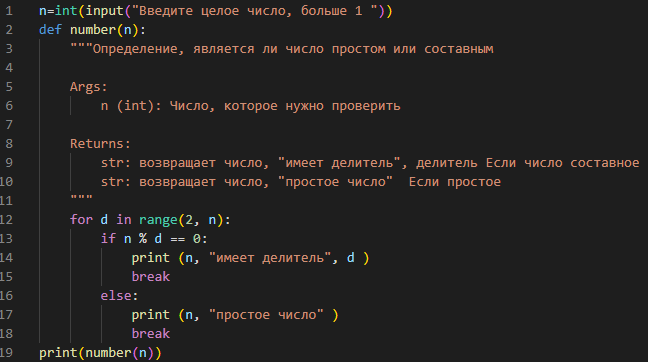 1 n=int(input("Введите целое число, больше 1 "))
2 def number(n):
3     """Определение, является ли число простом или составным
4
5     Args:
6         n (int): Число, которое нужно проверить
7
8     Returns:
9         str: возвращает число, "имеет делитель", делитель Если число составное
10         str: возвращает число, "простое число"  Если простое
11     """
12     for d in range(2, n):
13         if n % d == 0:
14             print (n, "имеет делитель", d )
15             break
16         else:
17             print (n, "простое число" )
18             break
19 print(number(n))